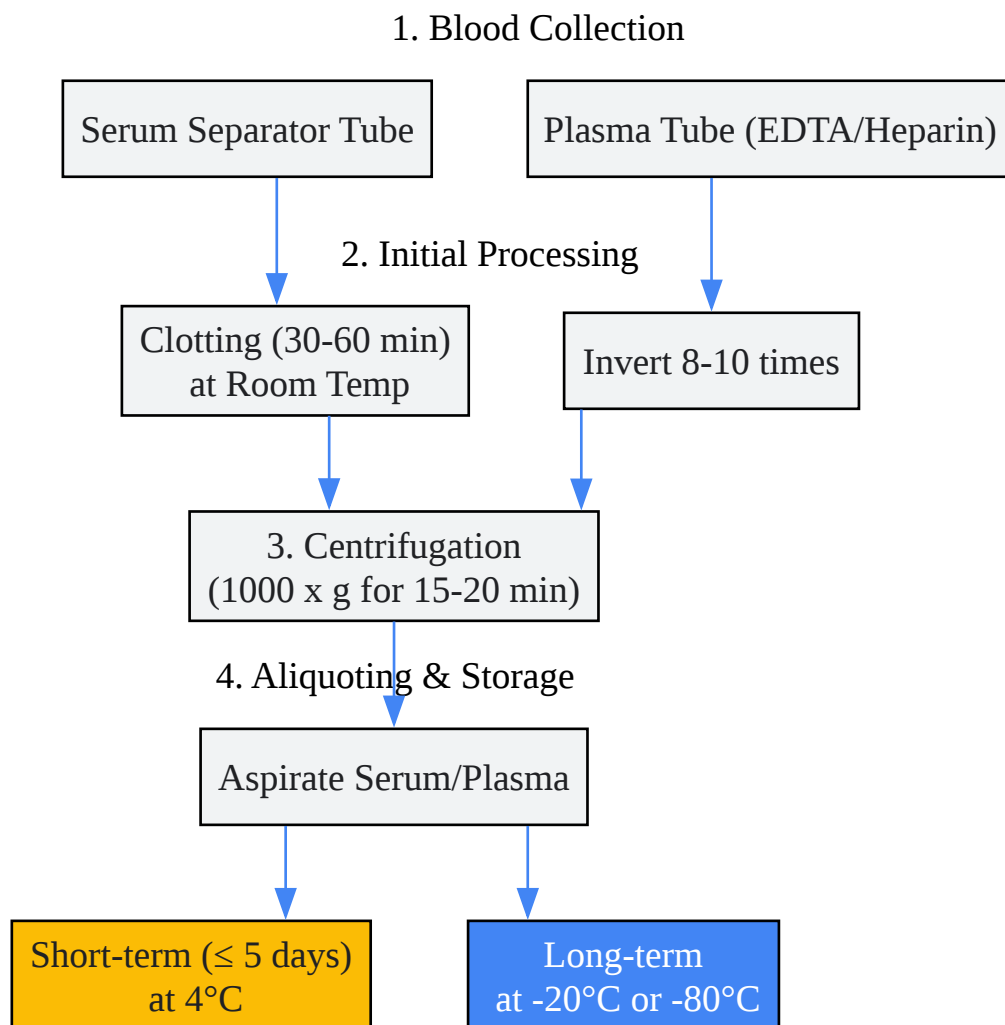 1. Blood Collection
Serum Separator Tube
Plasma Tube (EDTA/Heparin)
2. Initial Processing
Clotting (30-60 min)
at Room Temp
Invert 8-10 times
3. Centrifugation
(1000 x g for 15-20 min)
4. Aliquoting & Storage
Aspirate Serum/Plasma
Short-term (≤ 5 days)
at 4°C
Long-term
at -20°C or -80°C